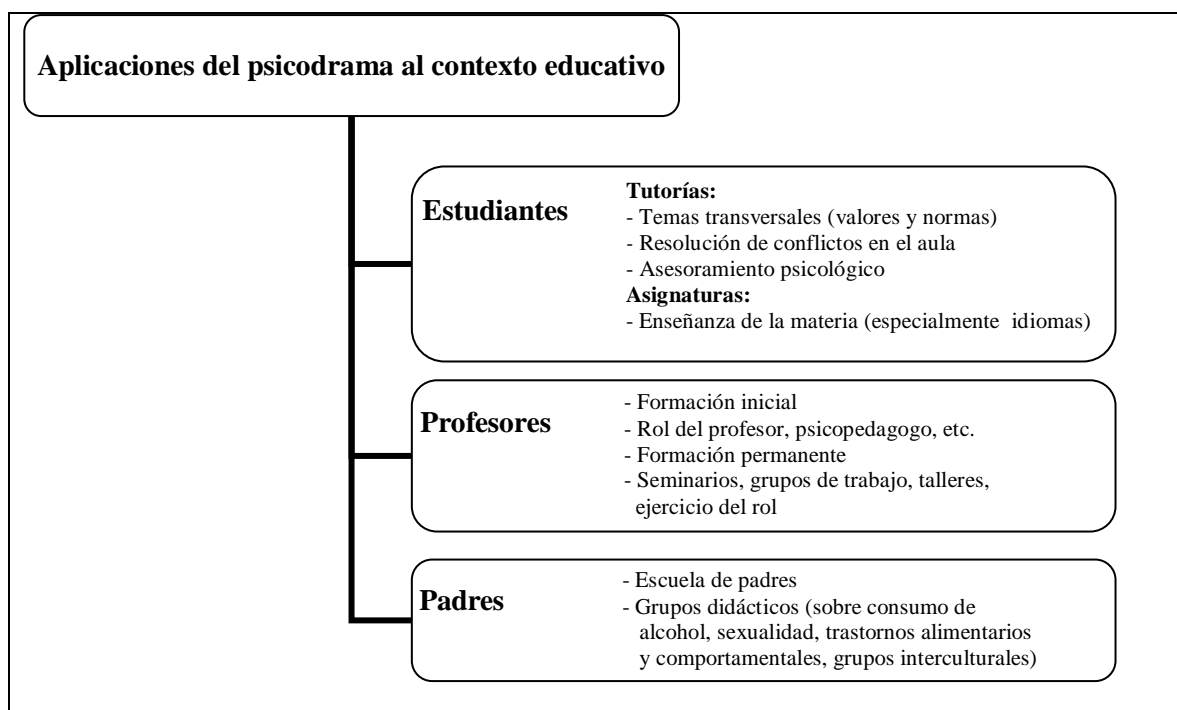 Aplicaciones del psicodrama al contexto educativo
Estudiantes
Tutorías:
- Temas transversales (valores y normas)
- Resolución de conflictos en el aula
- Asesoramiento psicológico
Asignaturas:
- Enseñanza de la materia (especialmente idiomas)
Profesores
- Formación inicial
- Rol del profesor, psicopedagogo, etc.
- Formación permanente
- Seminarios, grupos de trabajo, talleres,
ejercicio del rol
Padres
- Escuela de padres
- Grupos didácticos (sobre consumo de
alcohol, sexualidad, trastornos alimentarios
y comportamentales, grupos interculturales)